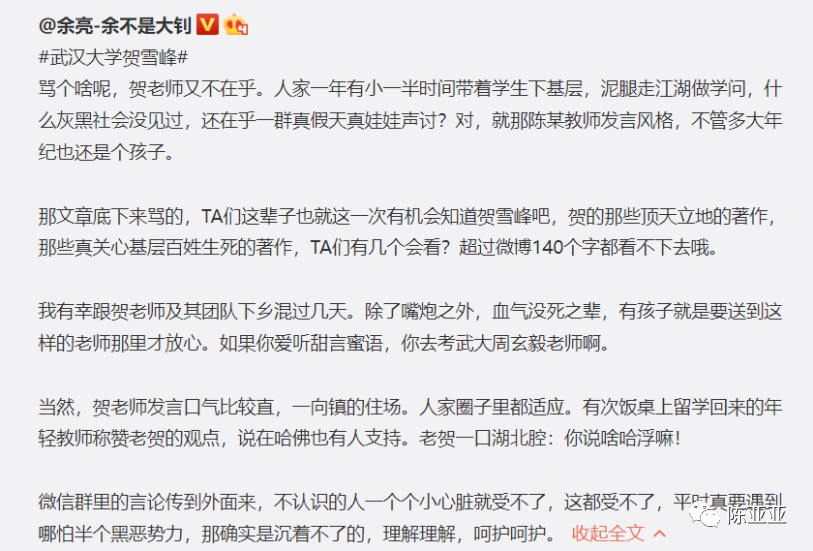 @余亮-余不是大钊
#武汉大学贺雪峰#
骂个啥呢，贺老师又不在乎。人家一年有小一半时间带着学生下基层，泥腿走江湖做学问，什
么灰黑社会没见过，还在乎一群真假天真娃娃声讨？对，就那陈某教师发言风格，不管多大年
纪也还是个孩子。
那文章底下来骂的，TA们这辈子也就这一次有机会知道贺雪峰吧，贺的那些顶天立地的著作，
那些真关心基层百姓生死的著作，TA们有几个会看？超过微博140个字都看不下去哦。
我有幸跟贺老师及其团队下乡混过几天。除了嘴炮之外，血气没死之辈，有孩子就是要送到这
样的老师那里才放心。如果你爱听甜言蜜语，你去考武大周玄毅老师啊。
当然，贺老师发言口气比较直，一向镇的住场。人家圈子里都适应。有次饭桌上留学回来的年
轻教师称赞老贺的观点，说在哈佛也有人支持。老贺一口湖北腔：你说啥哈浮嘛！
微信群里的言论传到外面来，不认识的人一个个小心脏就受不了，这都受不了，平时真要遇到
哪怕半个黑恶势力，那确实是沉着不了的，理解理解，呵护呵护。 收起全文
陈亚亚